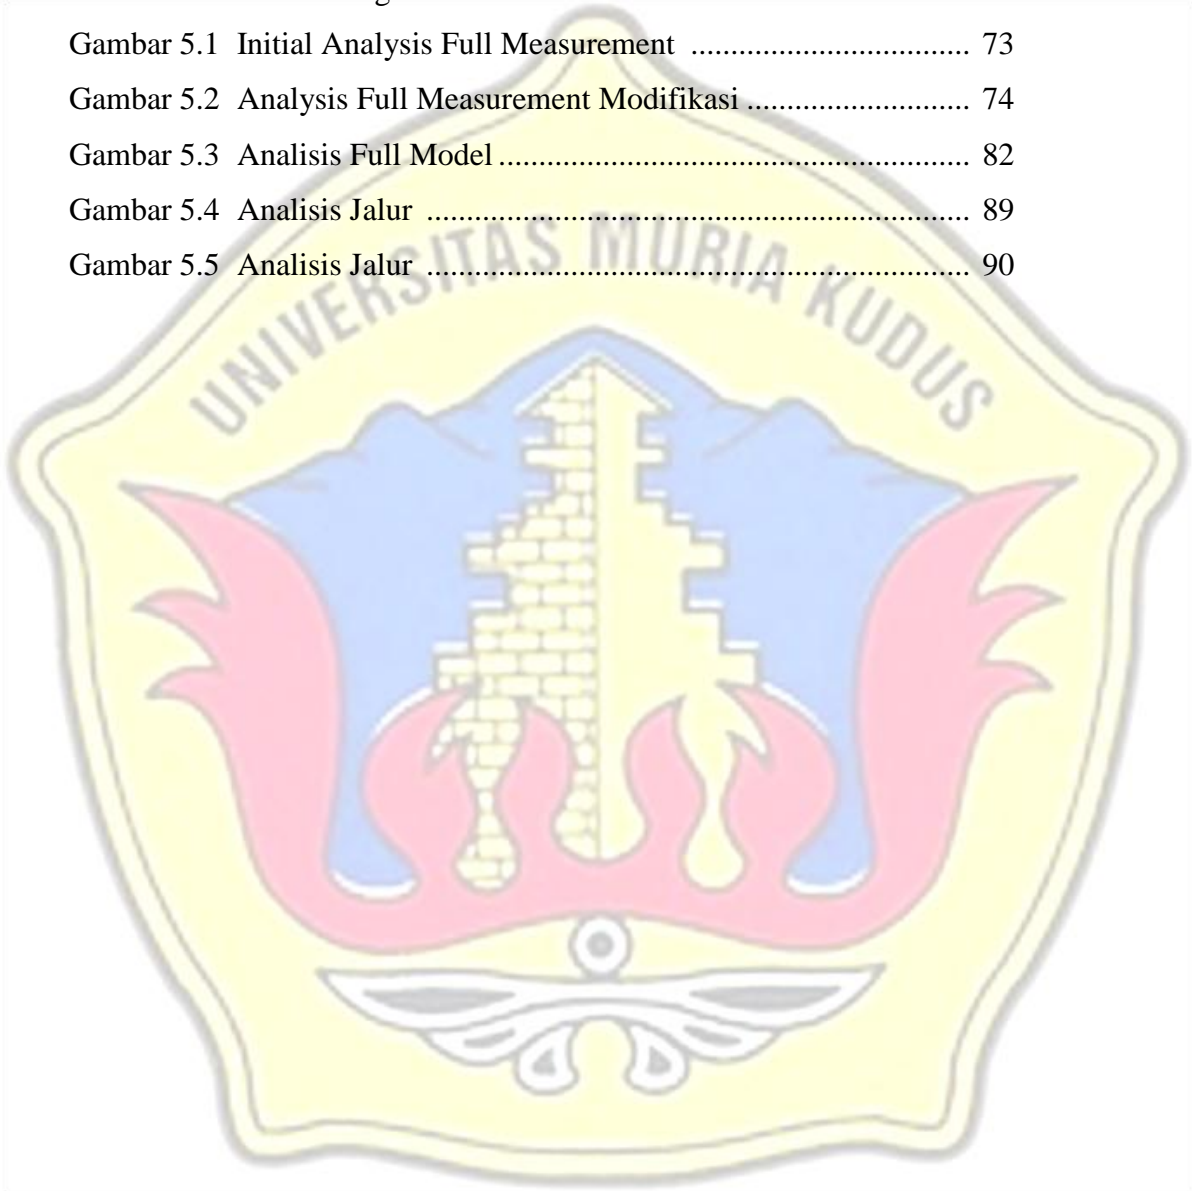 Gambar 5.1 Initial Analysis Full Measurement ................................... 73
Gambar 5.2 Analysis Full Measurement Modifikasi ............................ 74
Gambar 5.3 Analisis Full Model ........................................................... 82
Gambar 5.4 Analisis Jalur .................................................................... 89
Gambar 5.5 Analisis Jalur .................................................................... 90
UNIVERSITAS MURIA KUDUS